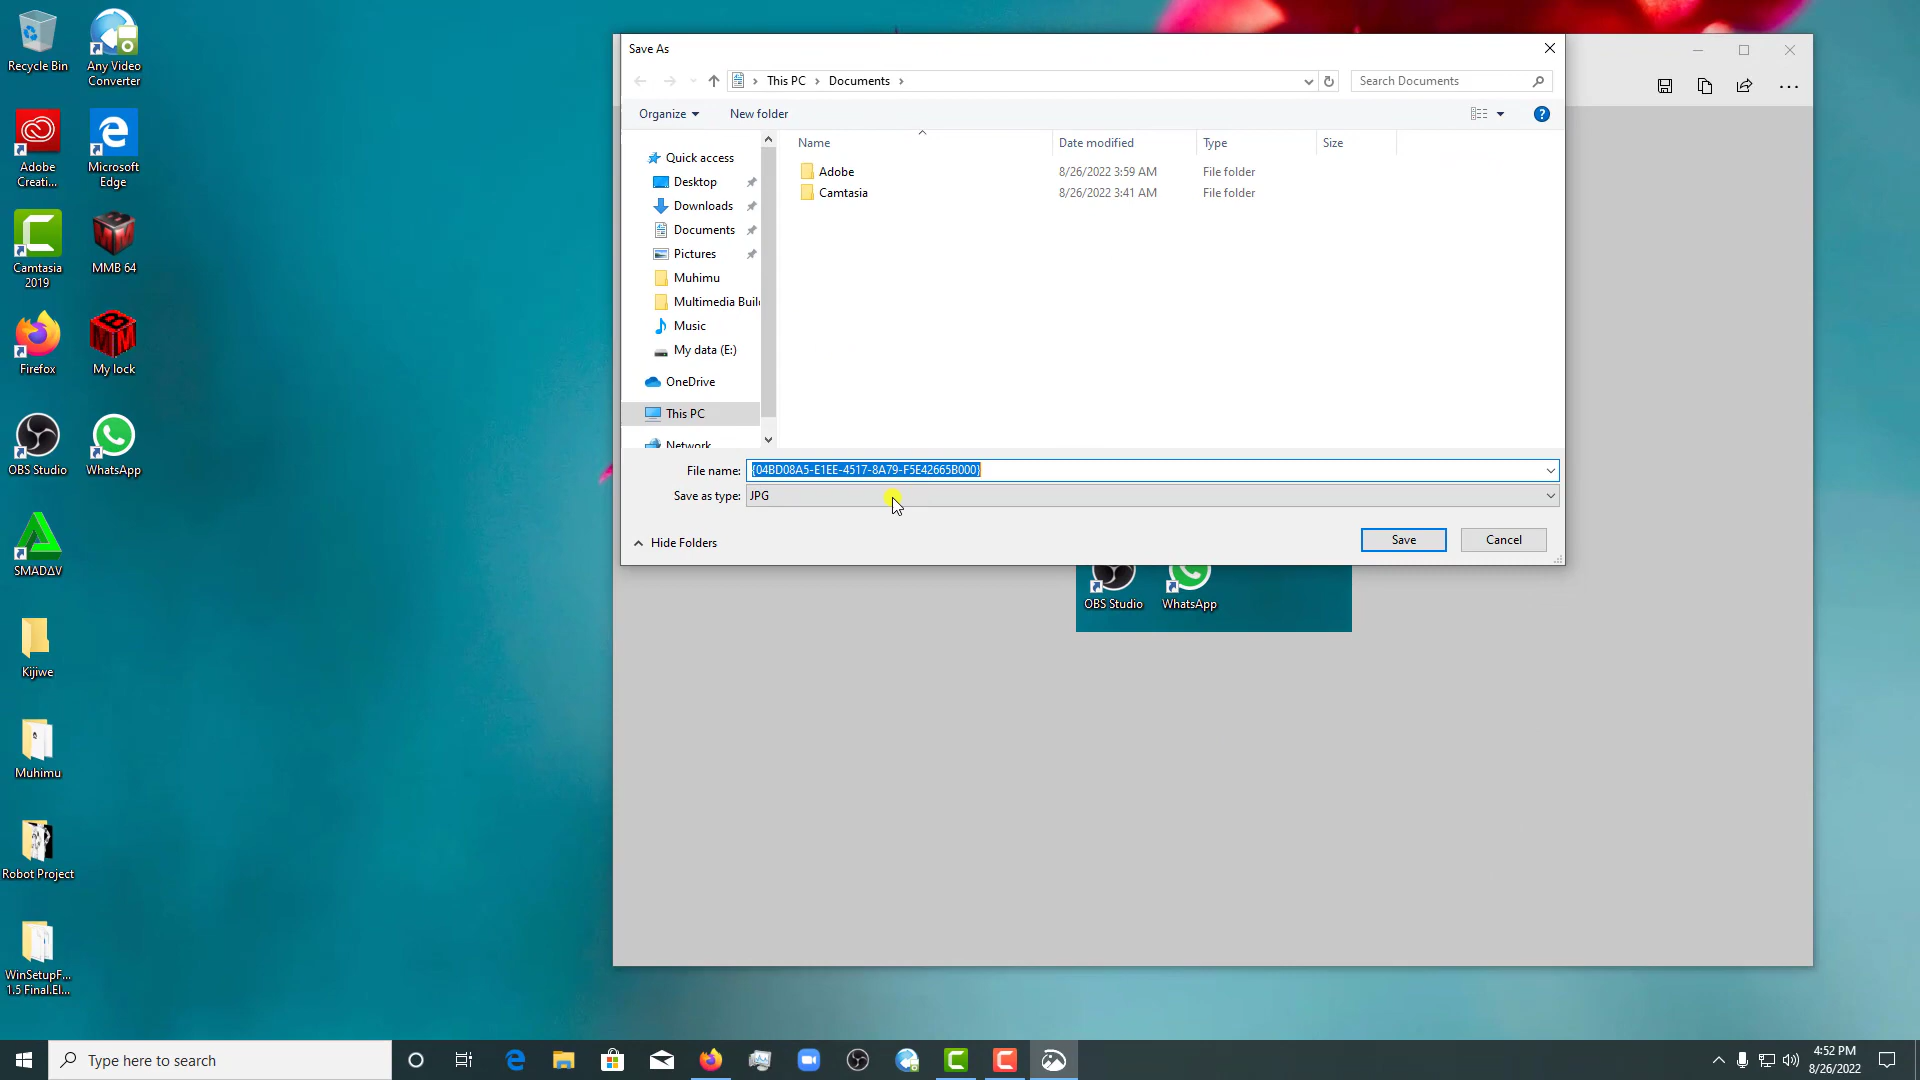 Recycle Bin
Any Video
Converter
Adobe
Creati...
Microsoft
Edge
Camtasia
2019
MMB 64
Firefox
My lock
OBS Studio
WhatsApp
SMADΔV
Kijiwe
Muhimu
Robot Project
WinSetupF...
1.5 Final.El...
Save As
This PC
Documents
Search Documents
Organize
New folder
Name
Date modified
Type
Size
Quick access
Desktop
Downloads
Documents
Pictures
Muhimu
Multimedia Buil
Music
My data (E:)
OneDrive
This PC
Network
Adobe 8/26/2022 3:59 AM File folder
Camtasia 8/26/2022 3:41 AM File folder
File name: {04BD08A5-E1EE-4517-8A79-F5E42665B000}
Save as type: JPG
Hide Folders
Save
Cancel
OBS Studio
WhatsApp
Type here to search
4:52 PM
8/26/2022